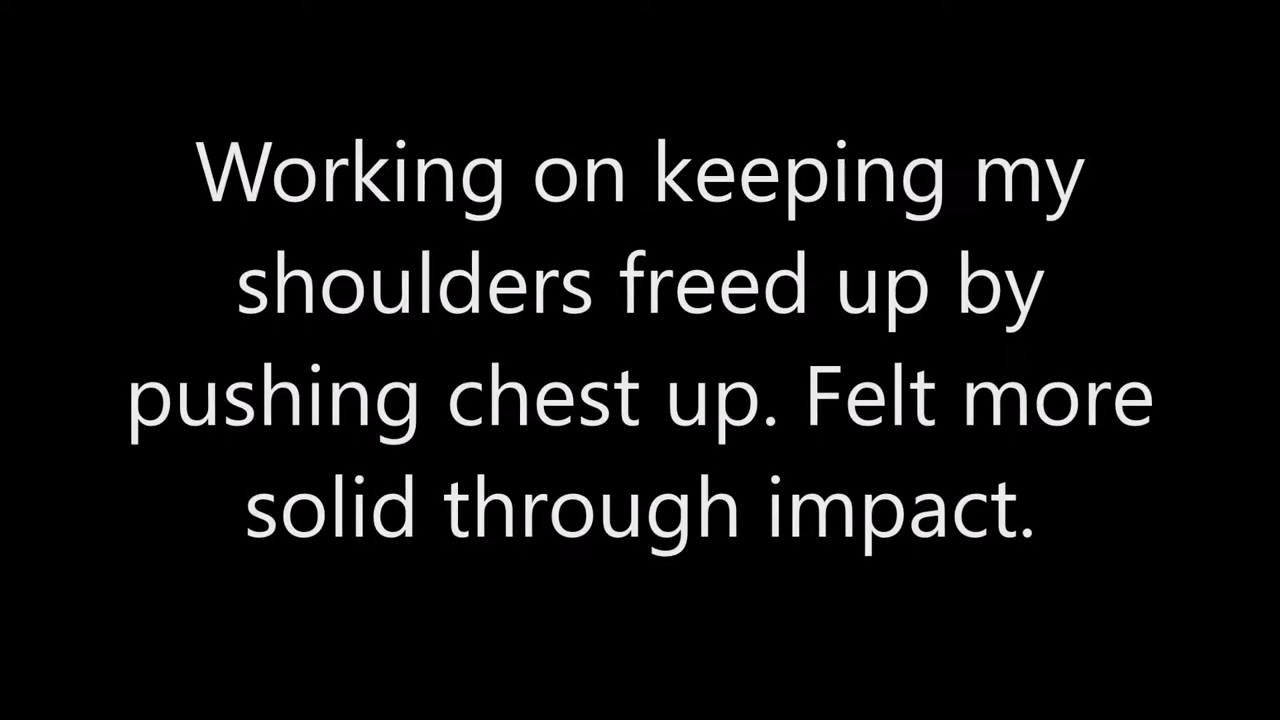 Working on keeping my
shoulders freed up by
pushing chest up. Felt more
solid through impact.